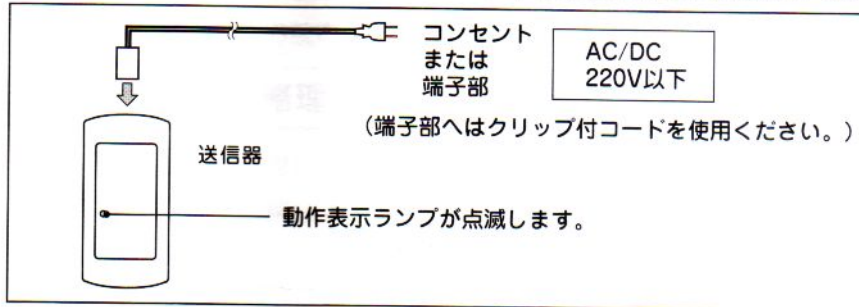 コンセント
または
端子部
AC/DC
220V以下
(端子部へはクリップ付コードを使用ください。)
送信器
動作表示ランプが点滅します。